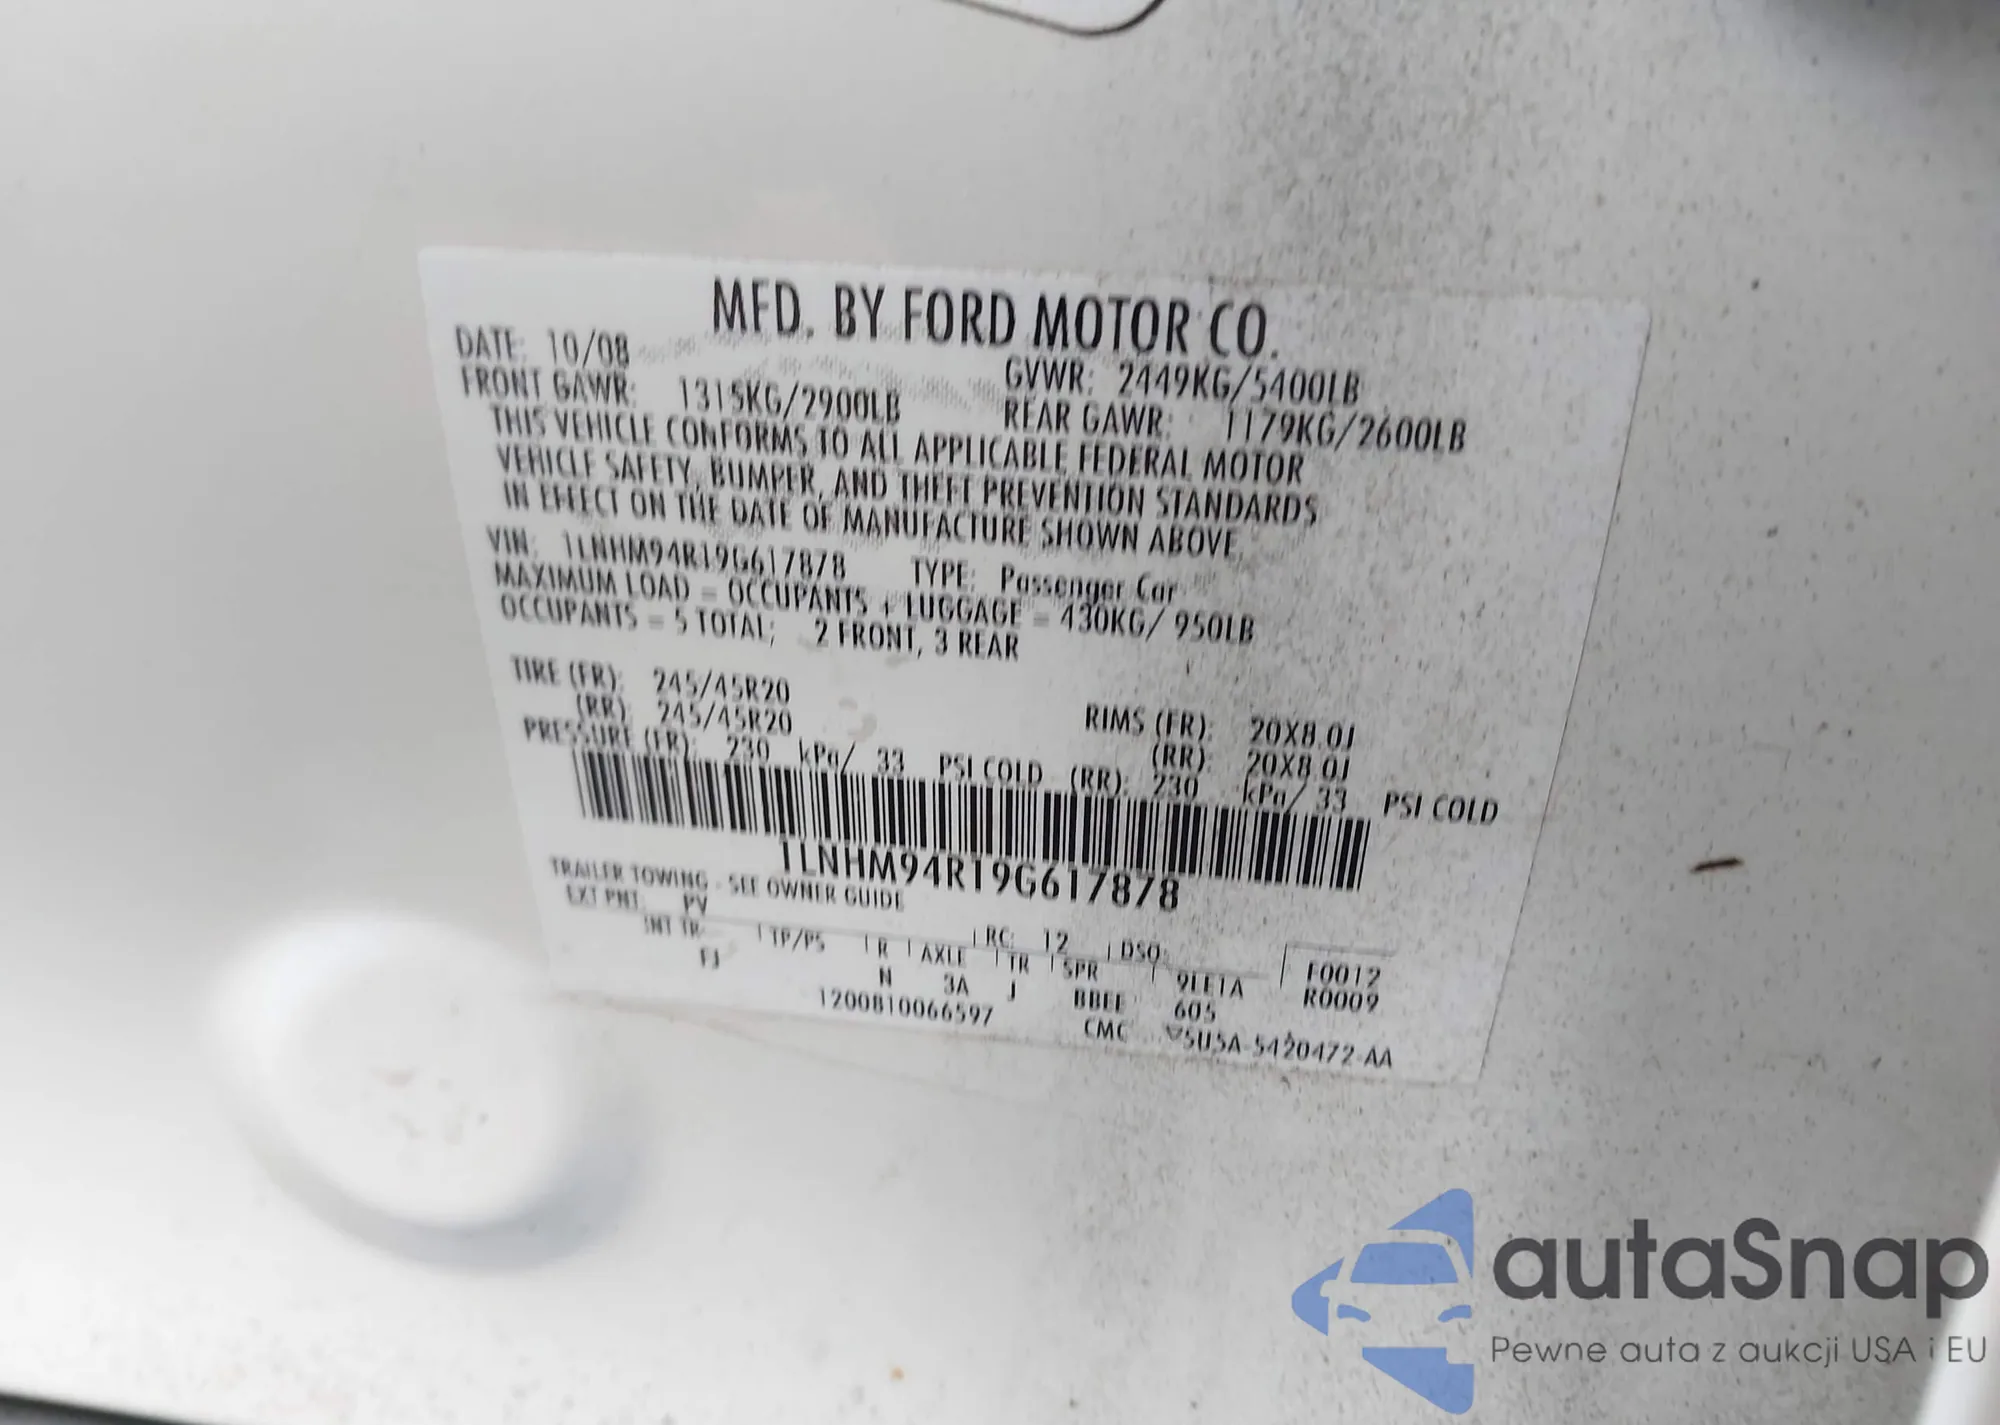 MFD. BY FORD MOTOR CO.
DATE: 10/08 GVWR: 2449KG/5400LB
FRONT GAWR: 1315KG/2900LB REAR GAWR: 1179KG/2600LB
THIS VEHICLE CONFORMS TO ALL APPLICABLE FEDERAL MOTOR
VEHICLE SAFETY, BUMPER, AND THEFT PREVENTION STANDARDS
IN EFFECT ON THE DATE OF MANUFACTURE SHOWN ABOVE.
VIN: 1LNHM94R19G617878 TYPE: Passenger Car
MAXIMUM LOAD = OCCUPANTS + LUGGAGE = 430KG/ 950LB
OCCUPANTS = 5 TOTAL; 2 FRONT, 3 REAR
TIRE (FR): 245/45R20 RIMS (FR): 20X8.0J
(RR): 245/45R20 (RR): 20X8.0J
PRESSURE (FR): 230 kPa/ 33 PSI COLD (RR): 230 kPa/ 33 PSI COLD
1LNHM94R19G617878
TRAILER TOWING - SEE OWNER GUIDE
EXT PNT: PV RC: 12 DSO: F0012
INT TR TP/PS R AXLE TR SPR 9LE1A R0009
FJ N 3A J BBEE 605
1200810066597 CMC 5U5A-5420472-AA
autaSnap
Pewne auta z aukcji USA i EU